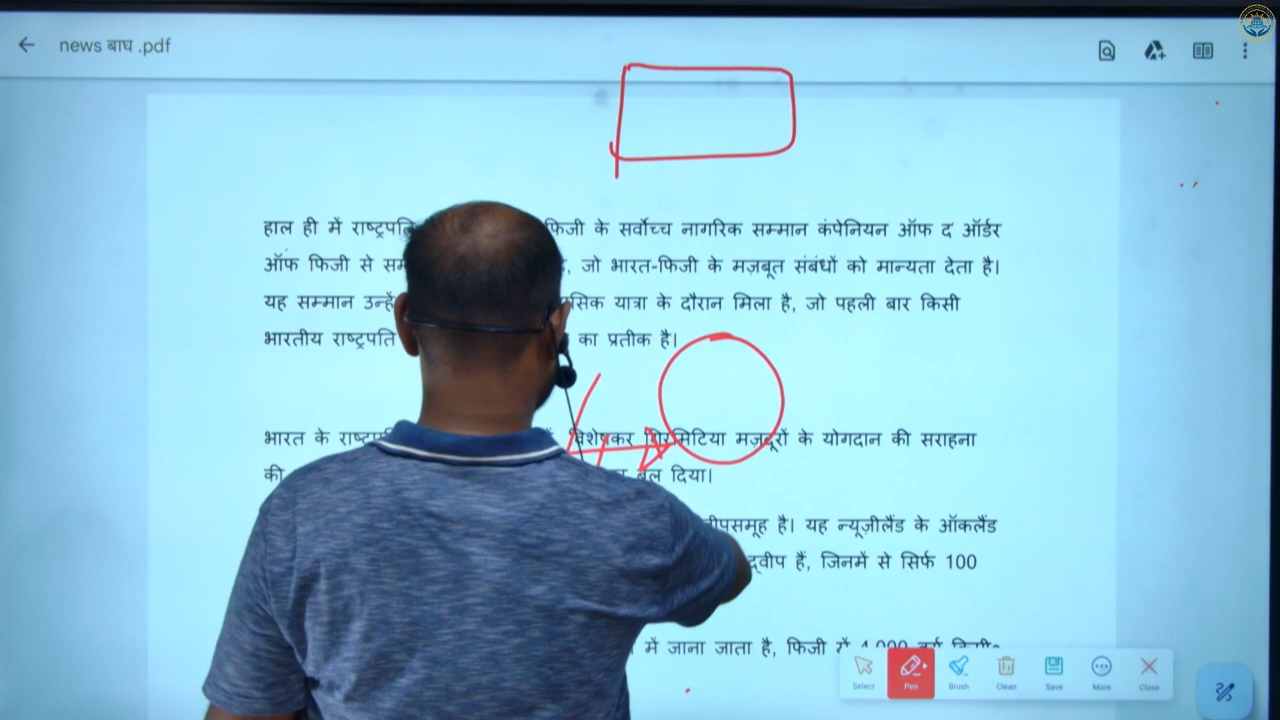 news बाघ .pdf
हाल ही में राष्ट्रपति फिजी के सर्वोच्च नागरिक सम्मान कंपेनियन ऑफ द ऑर्डर
ऑफ फिजी से जो भारत-फिजी के मज़बूत संबंधों को मान्यता देता है।
यह सम्मान उन्हें यात्रा के दौरान मिला है, जो पहली बार किसी
भारतीय राष्ट्रपति का प्रतीक है।
भारत के विशेषकर गिरमिटिया मज़दूरों के योगदान की सराहना
की बल दिया।
है। यह न्यूज़ीलैंड के ऑकलैंड
द्वीप हैं, जिनमें से सिर्फ 100
में जाना जाता है, फिजी
Select Pen Brush Clean Save More Close